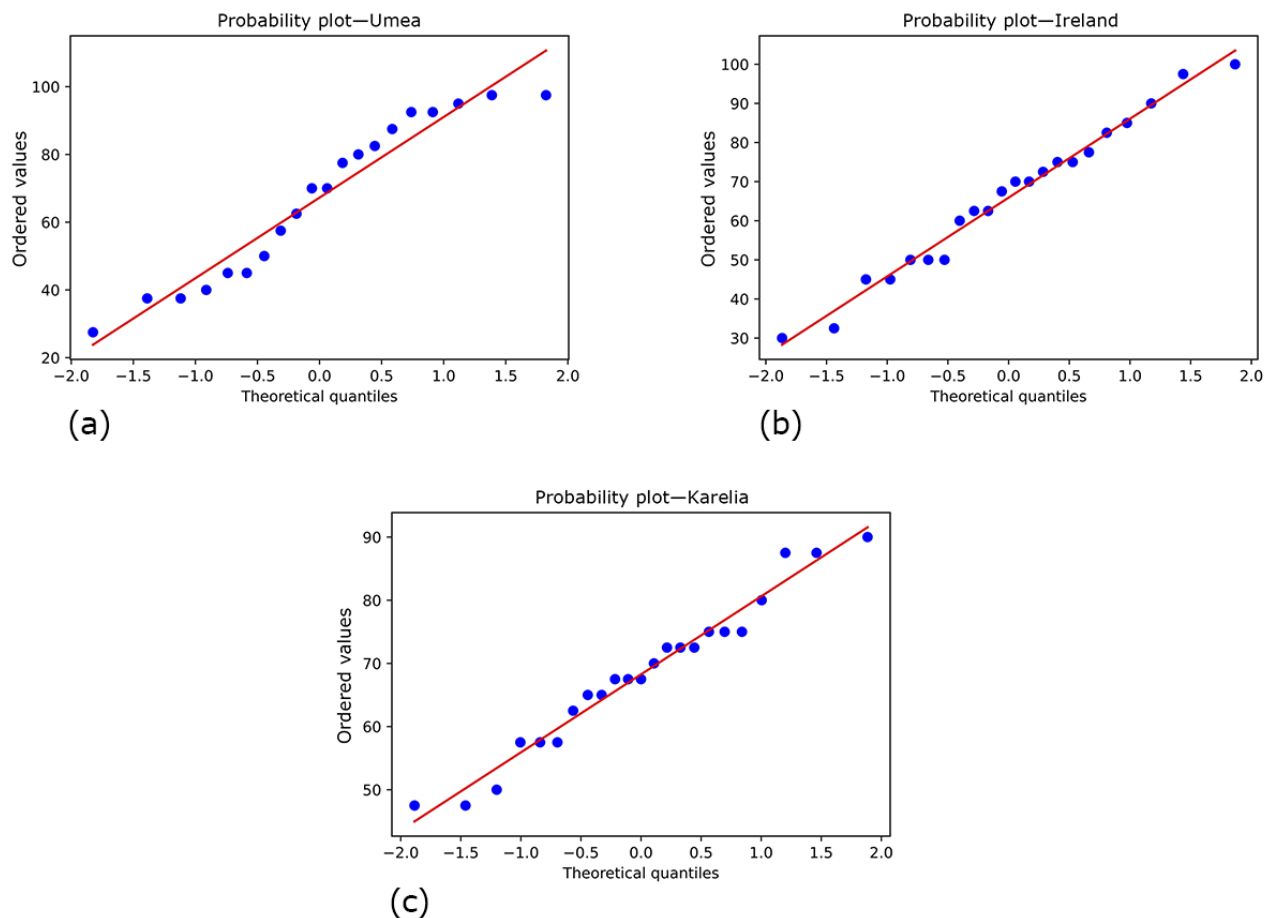 Probability plot—Umea
100
80
60
40
20
Ordered values
−2.0 −1.5 −1.0 −0.5 0.0 0.5 1.0 1.5 2.0
Theoretical quantiles
(a)
Probability plot—Ireland
100
90
80
70
60
50
40
30
Ordered values
−2.0 −1.5 −1.0 −0.5 0.0 0.5 1.0 1.5 2.0
Theoretical quantiles
(b)
Probability plot—Karelia
90
80
70
60
50
Ordered values
−2.0 −1.5 −1.0 −0.5 0.0 0.5 1.0 1.5 2.0
Theoretical quantiles
(c)